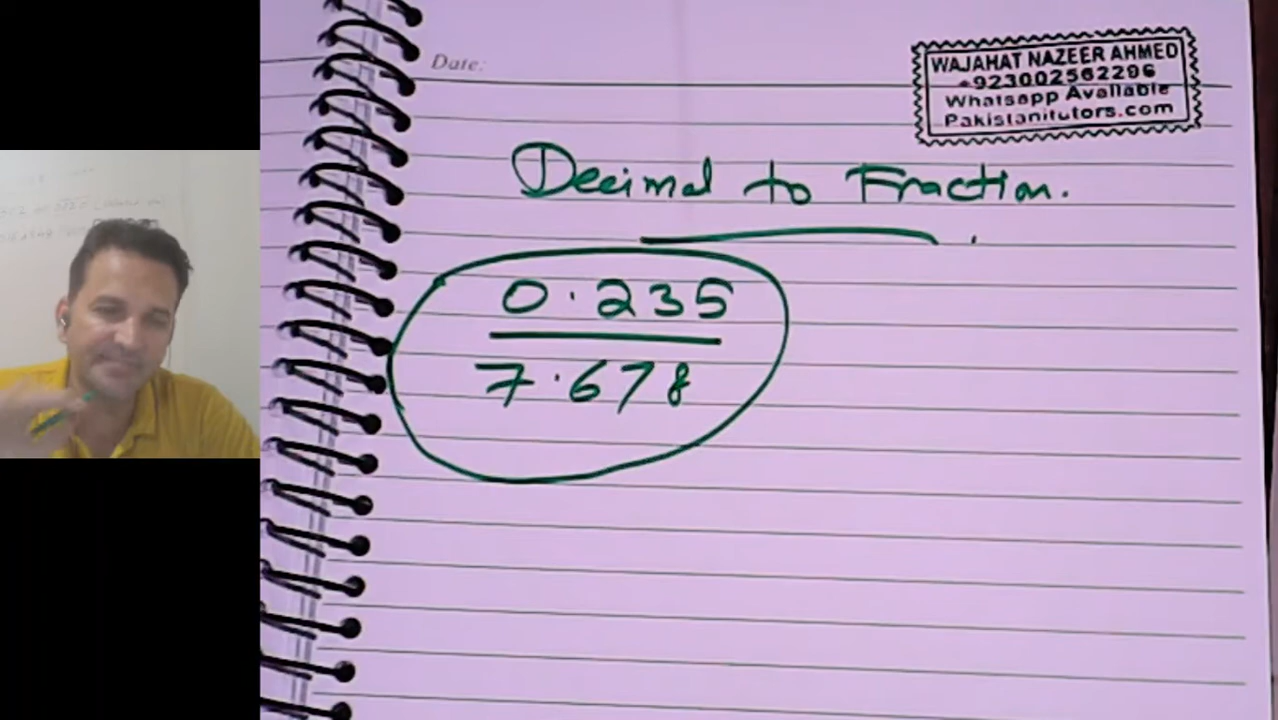 Date:
WAJAHAT NAZEER AHMED
+923002562296
Whatsapp Available
Pakistanitutors.com
Decimal to Fraction.
0.235
7.678